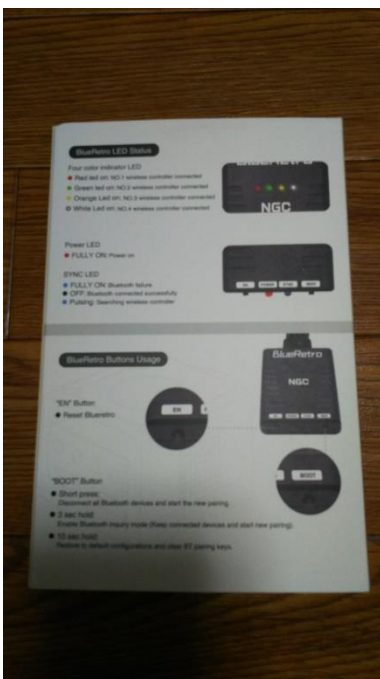 BlueRetro LED Status
Four color indicator LED
Red led on: NO.1 wireless controller connected
Green led on: NO.2 wireless controller connected
Orange Led on: NO.3 wireless controller connected
White Led on: NO.4 wireless controller connected
NGC
Power LED
FULLY ON: Power on
SYNC LED
FULLY ON: Bluetooth failure
OFF: Bluetooth connected successfully
Pulsing: Searching wireless controller
EN POWER SYNC BOOT
BlueRetro Buttons Usage
BlueRetro
NGC
"EN" Button
Reset Blueretro.
EN
"BOOT" Button
BOOT
Short press:
Disconnect all Bluetooth devices and start the new pairing.
3 sec hold:
Enable Bluetooth inquiry mode (Keep connected devices and start new pairing).
10 sec hold:
Restore to default configurations and clear BT pairing keys.